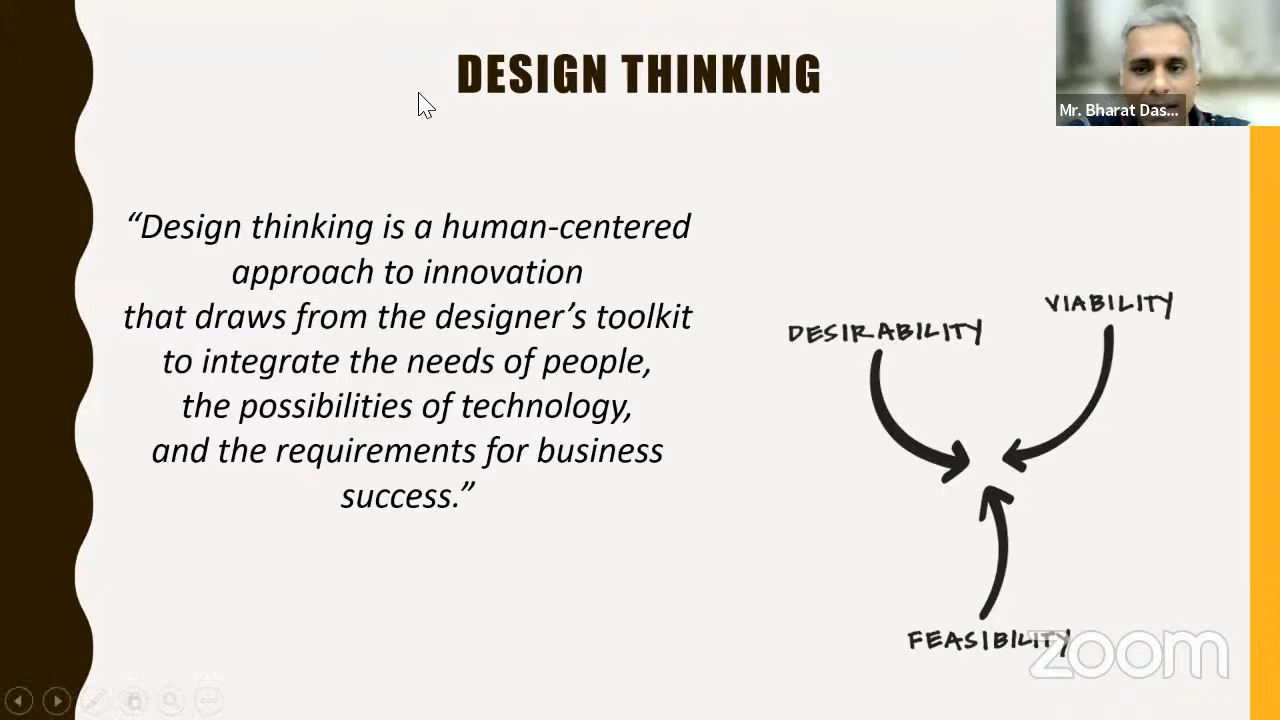 DESIGN THINKING
Mr. Bharat Das...
“Design thinking is a human-centered
approach to innovation
that draws from the designer’s toolkit
to integrate the needs of people,
the possibilities of technology,
and the requirements for business
success.”
VIABILITY
DESIRABILITY
FEASIBILITY
zoom